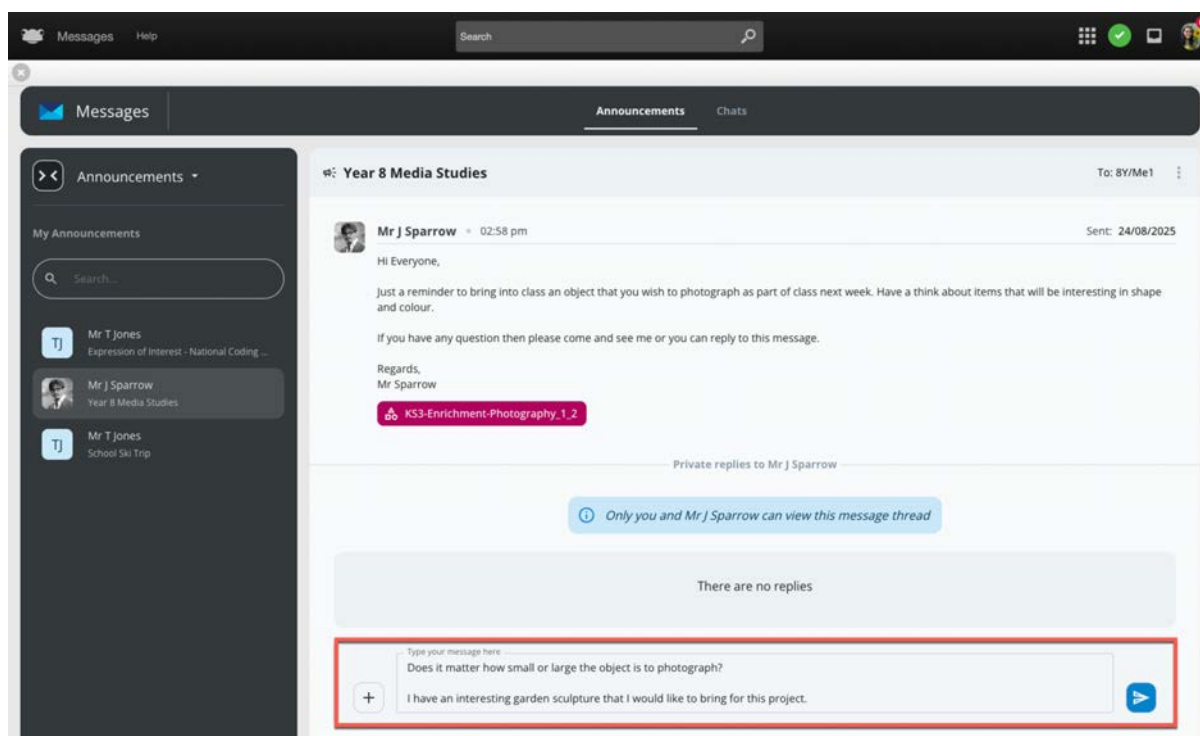 Messages Help Search
Messages
Announcements Chats
Announcements
My Announcements
Search...
TJ
Mr T Jones
Expression of Interest - National Coding ...
Mr J Sparrow
Year 8 Media Studies
TJ
Mr T Jones
School Ski Trip
Year 8 Media Studies To: 8Y/Me1
Mr J Sparrow 02:58 pm Sent: 24/08/2025
Hi Everyone,
Just a reminder to bring into class an object that you wish to photograph as part of class next week. Have a think about items that will be interesting in shape
and colour.
If you have any question then please come and see me or you can reply to this message.
Regards,
Mr Sparrow
KS3-Enrichment-Photography_1_2
Private replies to Mr J Sparrow
Only you and Mr J Sparrow can view this message thread
There are no replies
Type your message here
Does it matter how small or large the object is to photograph?
I have an interesting garden sculpture that I would like to bring for this project.